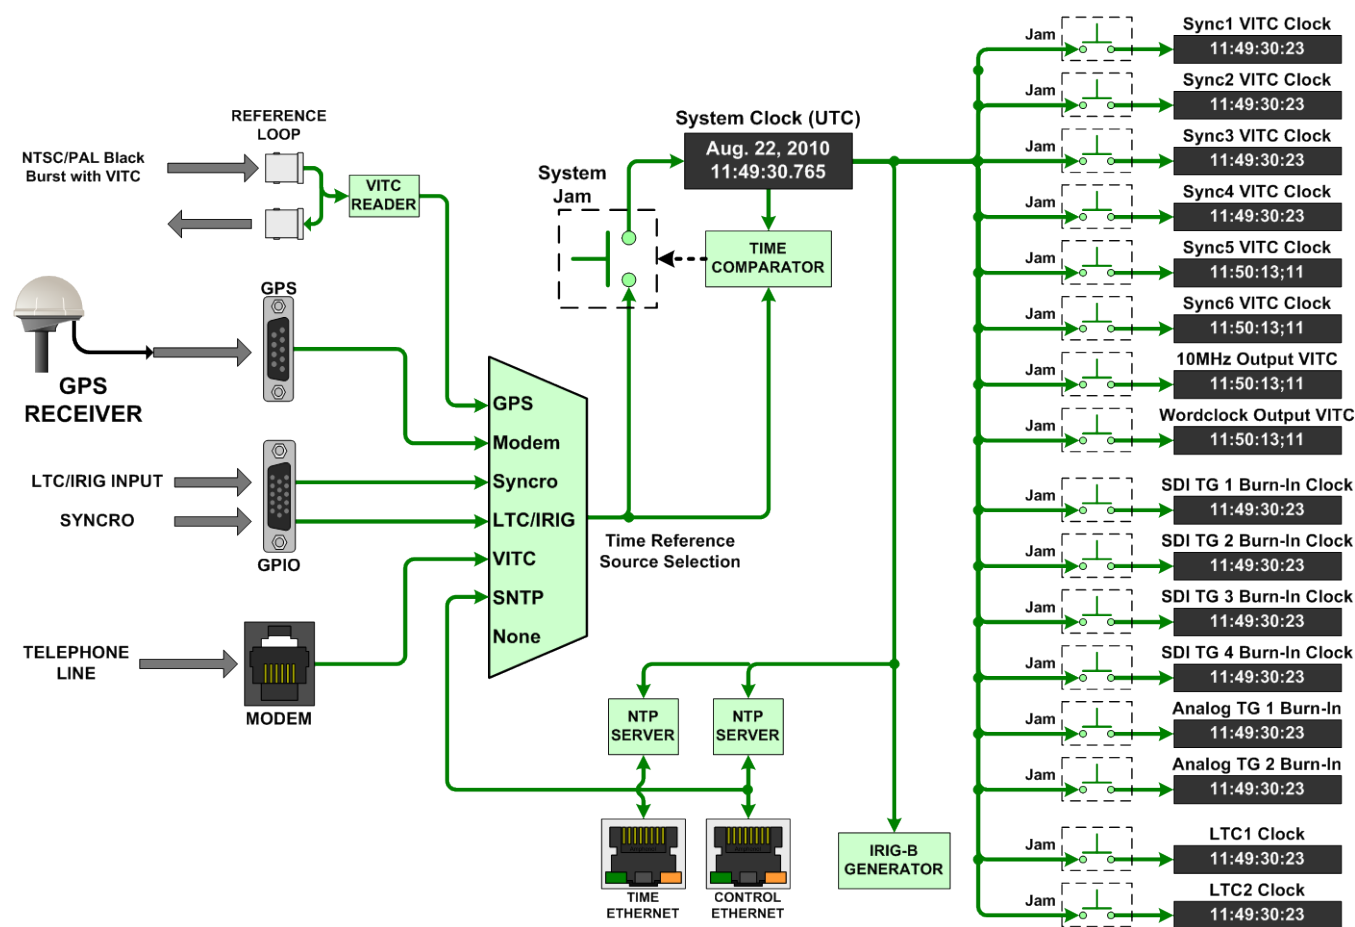 REFERENCE
LOOP
NTSC/PAL Black
Burst with VITC
VITC
READER
GPS
GPS
RECEIVER
LTC/IRIG INPUT
SYNCRO
GPIO
TELEPHONE
LINE
MODEM
GPS
Modem
Syncro
LTC/IRIG
VITC
SNTP
None
Time Reference
Source Selection
System
Jam
System Clock (UTC)
Aug. 22, 2010
11:49:30.765
TIME
COMPARATOR
NTP
SERVER
NTP
SERVER
TIME
ETHERNET
CONTROL
ETHERNET
IRIG-B
GENERATOR
Jam
Sync1 VITC Clock
11:49:30:23
Jam
Sync2 VITC Clock
11:49:30:23
Jam
Sync3 VITC Clock
11:49:30:23
Jam
Sync4 VITC Clock
11:49:30:23
Jam
Sync5 VITC Clock
11:50:13;11
Jam
Sync6 VITC Clock
11:50:13;11
Jam
10MHz Output VITC
11:50:13;11
Jam
Wordclock Output VITC
11:50:13;11
Jam
SDI TG 1 Burn-In Clock
11:49:30:23
Jam
SDI TG 2 Burn-In Clock
11:49:30:23
Jam
SDI TG 3 Burn-In Clock
11:49:30:23
Jam
SDI TG 4 Burn-In Clock
11:49:30:23
Jam
Analog TG 1 Burn-In
11:49:30:23
Jam
Analog TG 2 Burn-In
11:49:30:23
Jam
LTC1 Clock
11:49:30:23
Jam
LTC2 Clock
11:49:30:23